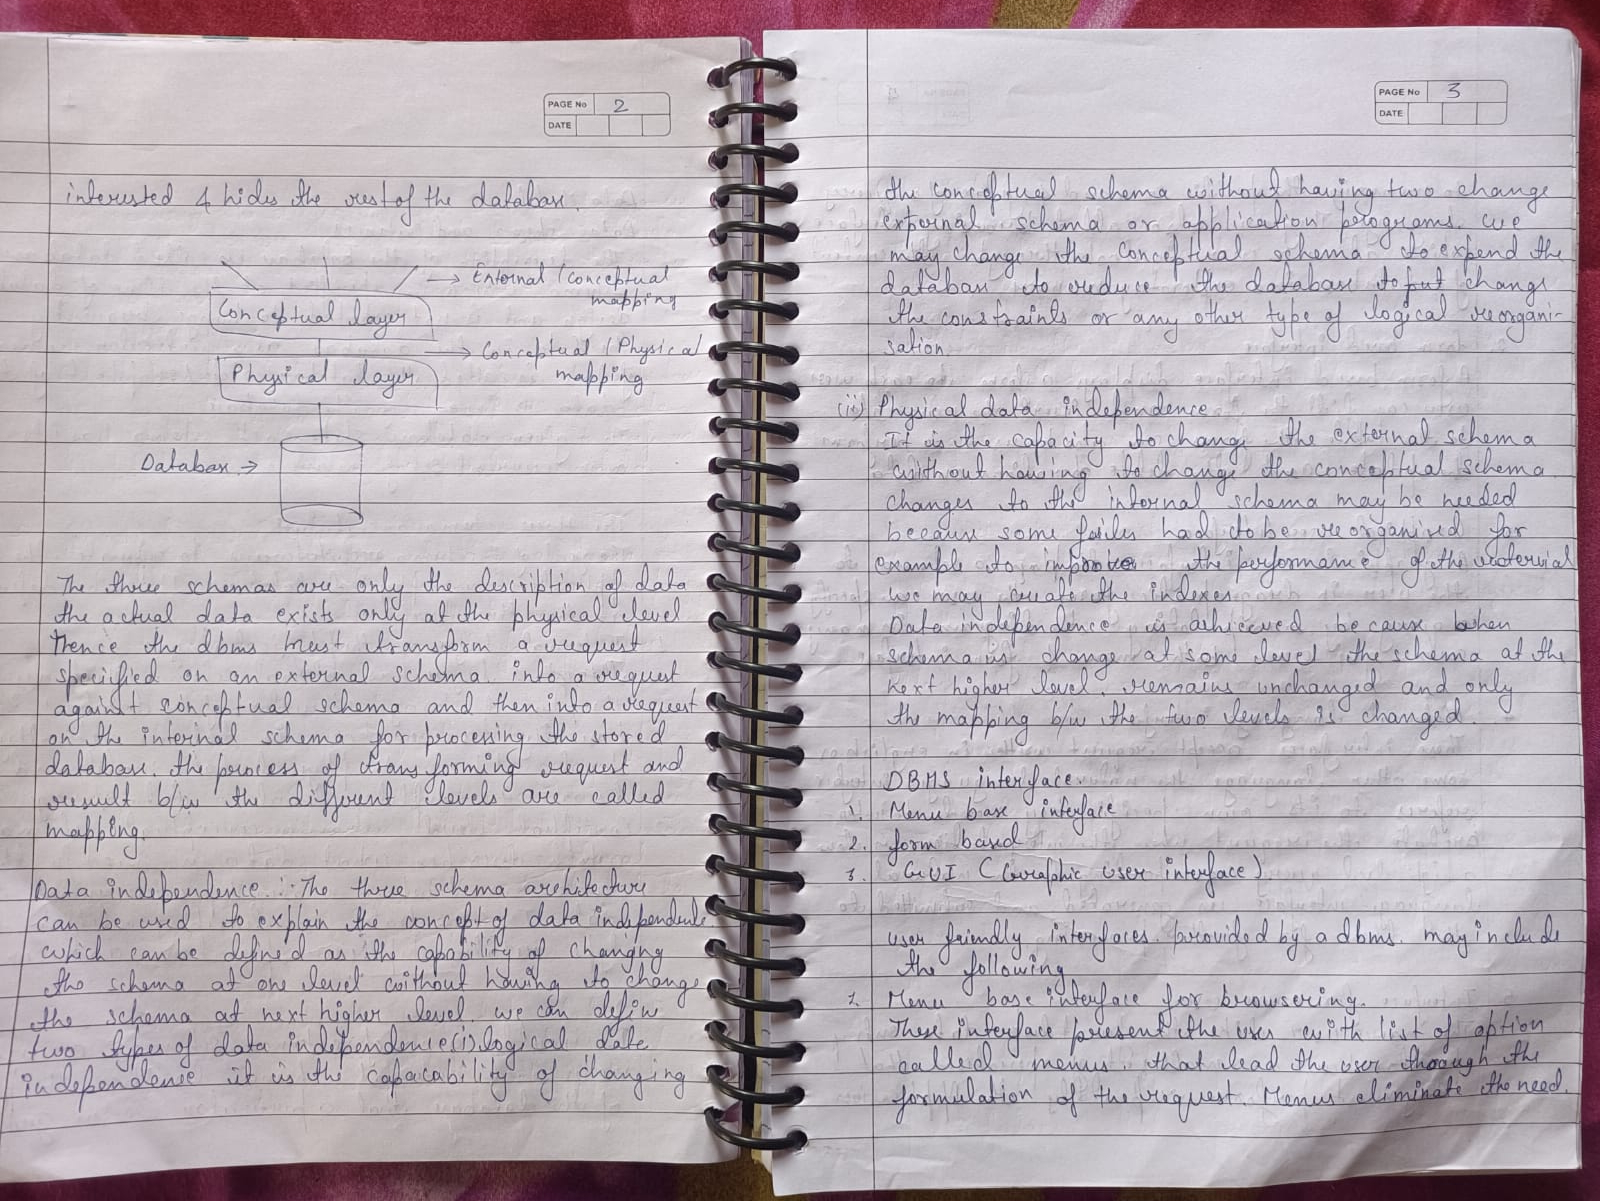 PAGE No 2
DATE
interested & hides the rest of the database.
→ External / Conceptual
mapping
Conceptual layer
→ Conceptual / Physical
mapping
Physical layer
Database →
The three schemas are only the description of data
the actual data exists only at the physical level
Hence the dbms must transform a request
specified on an external schema into a request
against conceptual schema and then into a request
on the internal schema for processing the stored
database. the process of transforming request and
result b/w the different levels are called
mapping.
Data independence :- The three schema architecture
can be used to explain the concept of data independence
which can be defined as the capability of changing
the schema at one level without having to change
the schema at next higher level. we can define
two types of data independence (i) logical data
independence it is the capacability of changing
PAGE No 3
DATE
the conceptual schema without having two change
external schema or application programs. we
may change the conceptual schema to expend the
database to reduce the database to put change
the constraints or any other type of logical reorgani-
sation
(ii) Physical data independence
It is the capacity to change the external schema
without having to change the conceptual schema
changes to the internal schema may be needed
because some failes had to be reorganized for
example to improve the performance of the
we may create the indexes
Data independence is achieved because when
schema is change at some level the schema at the
next higher level, remains unchanged and only
the mapping b/w the two levels is changed.
DBMS interface.
1. Menu base interface
2. form based
3. GUI (Graphic user interface)
user friendly interfaces. provided by a dbms. may include
the following
1. Menu base interface for browsering.
These interface present the user with list of option
called menus. that lead the user through the
formulation of the request. Menus eliminate the need.